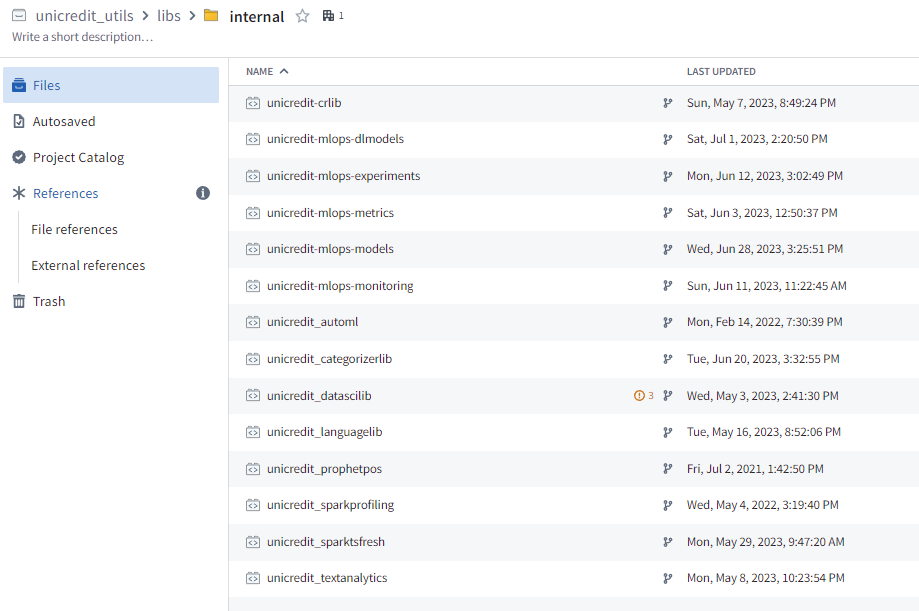 unicredit_utils > libs > internal 1
Write a short description…
NAME LAST UPDATED
Files
Autosaved
Project Catalog
References
File references
External references
Trash
unicredit-crlib Sun, May 7, 2023, 8:49:24 PM
unicredit-mlops-dlmodels Sat, Jul 1, 2023, 2:20:50 PM
unicredit-mlops-experiments Mon, Jun 12, 2023, 3:02:49 PM
unicredit-mlops-metrics Sat, Jun 3, 2023, 12:50:37 PM
unicredit-mlops-models Wed, Jun 28, 2023, 3:25:51 PM
unicredit-mlops-monitoring Sun, Jun 11, 2023, 11:22:45 AM
unicredit_automl Mon, Feb 14, 2022, 7:30:39 PM
unicredit_categorizerlib Tue, Jun 20, 2023, 3:32:55 PM
unicredit_datascilib 3 Wed, May 3, 2023, 2:41:30 PM
unicredit_languagelib Tue, May 16, 2023, 8:52:06 PM
unicredit_prophetpos Fri, Jul 2, 2021, 1:42:50 PM
unicredit_sparkprofiling Wed, May 4, 2022, 3:19:40 PM
unicredit_sparktsfresh Mon, May 29, 2023, 9:47:20 AM
unicredit_textanalytics Mon, May 8, 2023, 10:23:54 PM